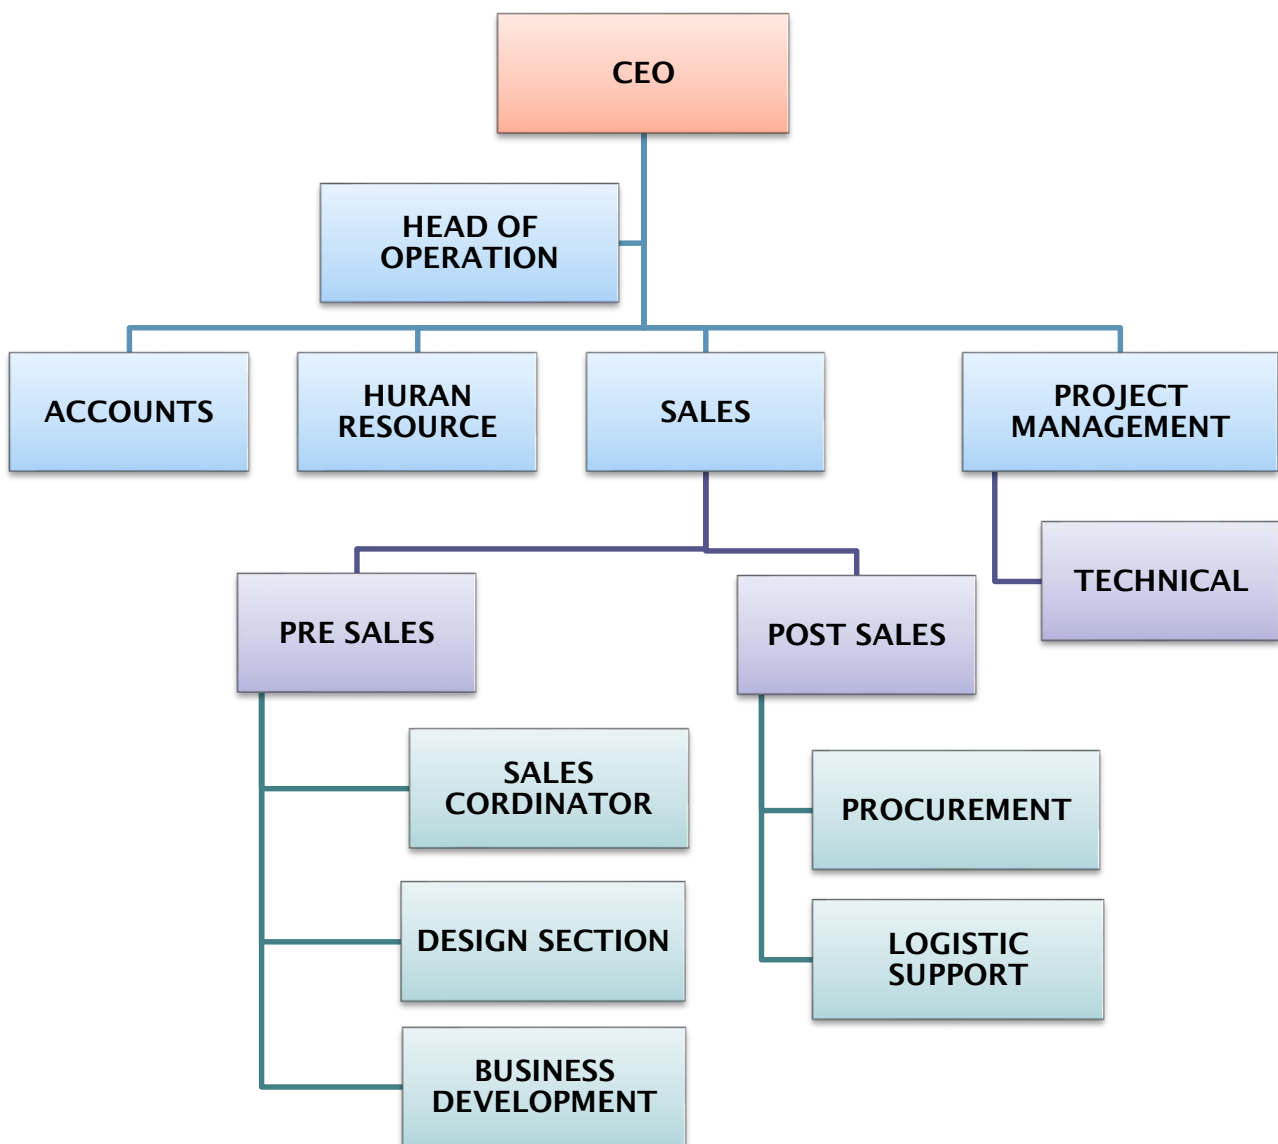 CEO
HEAD OF
OPERATION
ACCOUNTS
HURAN
RESOURCE
SALES
PROJECT
MANAGEMENT
TECHNICAL
PRE SALES
POST SALES
SALES
CORDINATOR
PROCUREMENT
DESIGN SECTION
LOGISTIC
SUPPORT
BUSINESS
DEVELOPMENT